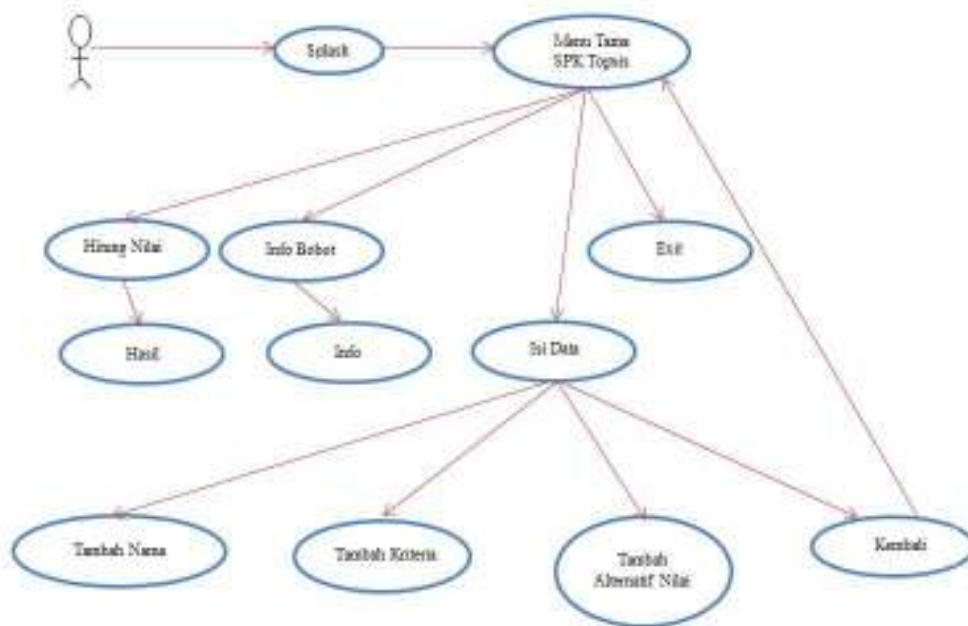 Splash
Menu Tama
SPK Topsis
Hitung Nilai
Info Bobot
Exit
Hasil
Info
Isi Data
Tambah Nama
Tambah Kriteria
Tambah
Alternatif Nilai
Kembali